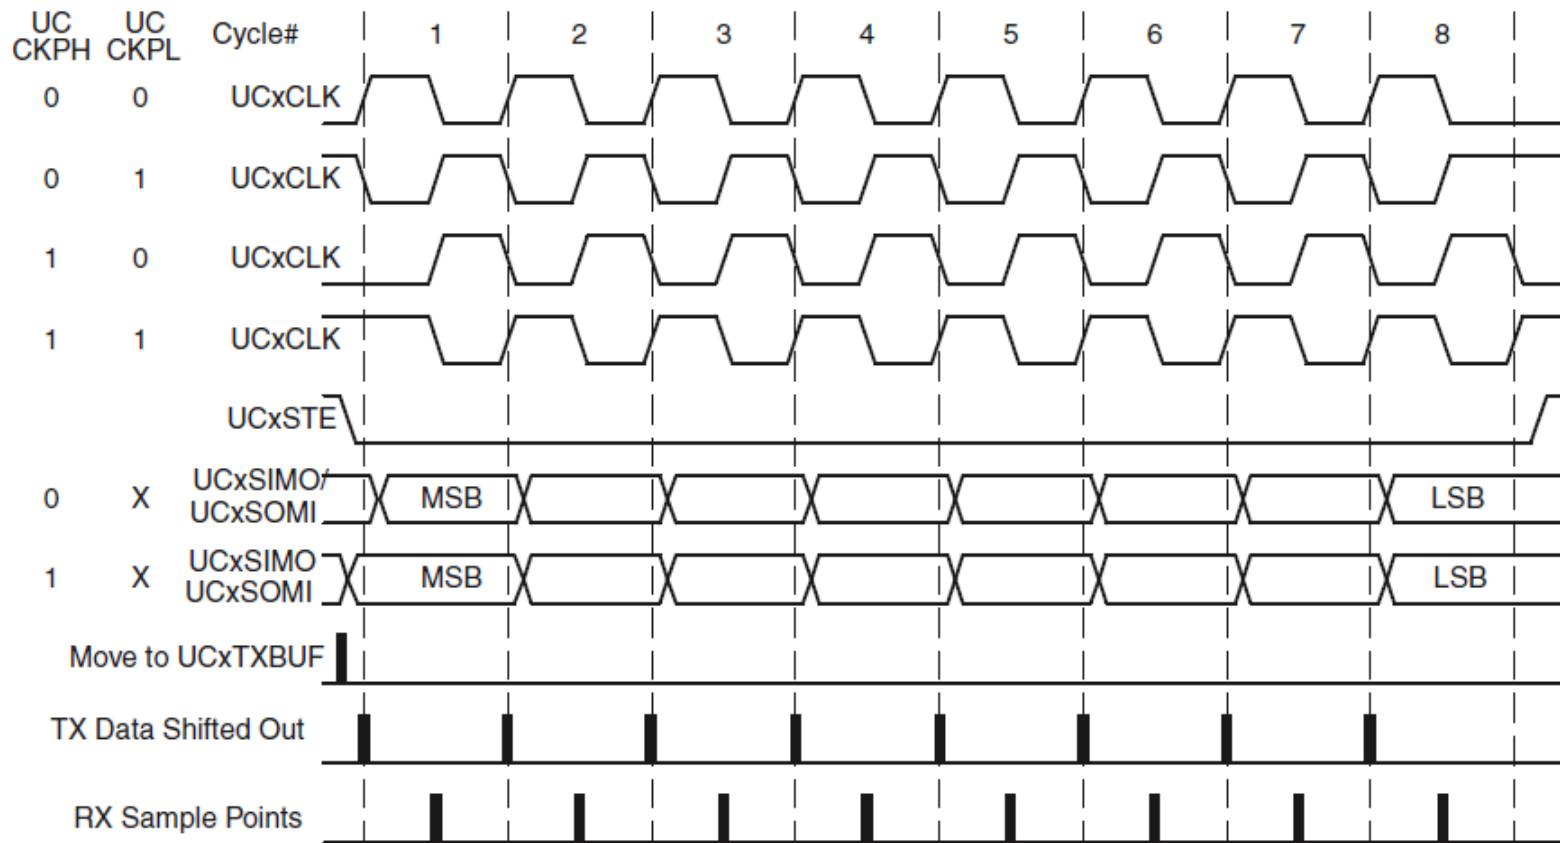 UC UC Cycle# 1 2 3 4 5 6 7 8
CKPH CKPL
0 0 UCxCLK
0 1 UCxCLK
1 0 UCxCLK
1 1 UCxCLK
UCxSTE
UCxSIMO/
0 X UCxSOMI MSB LSB
UCxSIMO
1 X UCxSOMI MSB LSB
Move to UCxTXBUF
TX Data Shifted Out
RX Sample Points